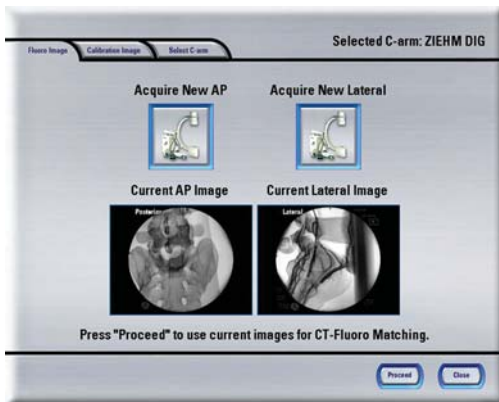 Selected C-arm: ZIEHM DIG
Fluoro Image Calibration Image Select C-arm
Acquire New AP Acquire New Lateral
Current AP Image Current Lateral Image
Lateral
Press "Proceed" to use current images for CT-Fluoro Matching.
Proceed Close